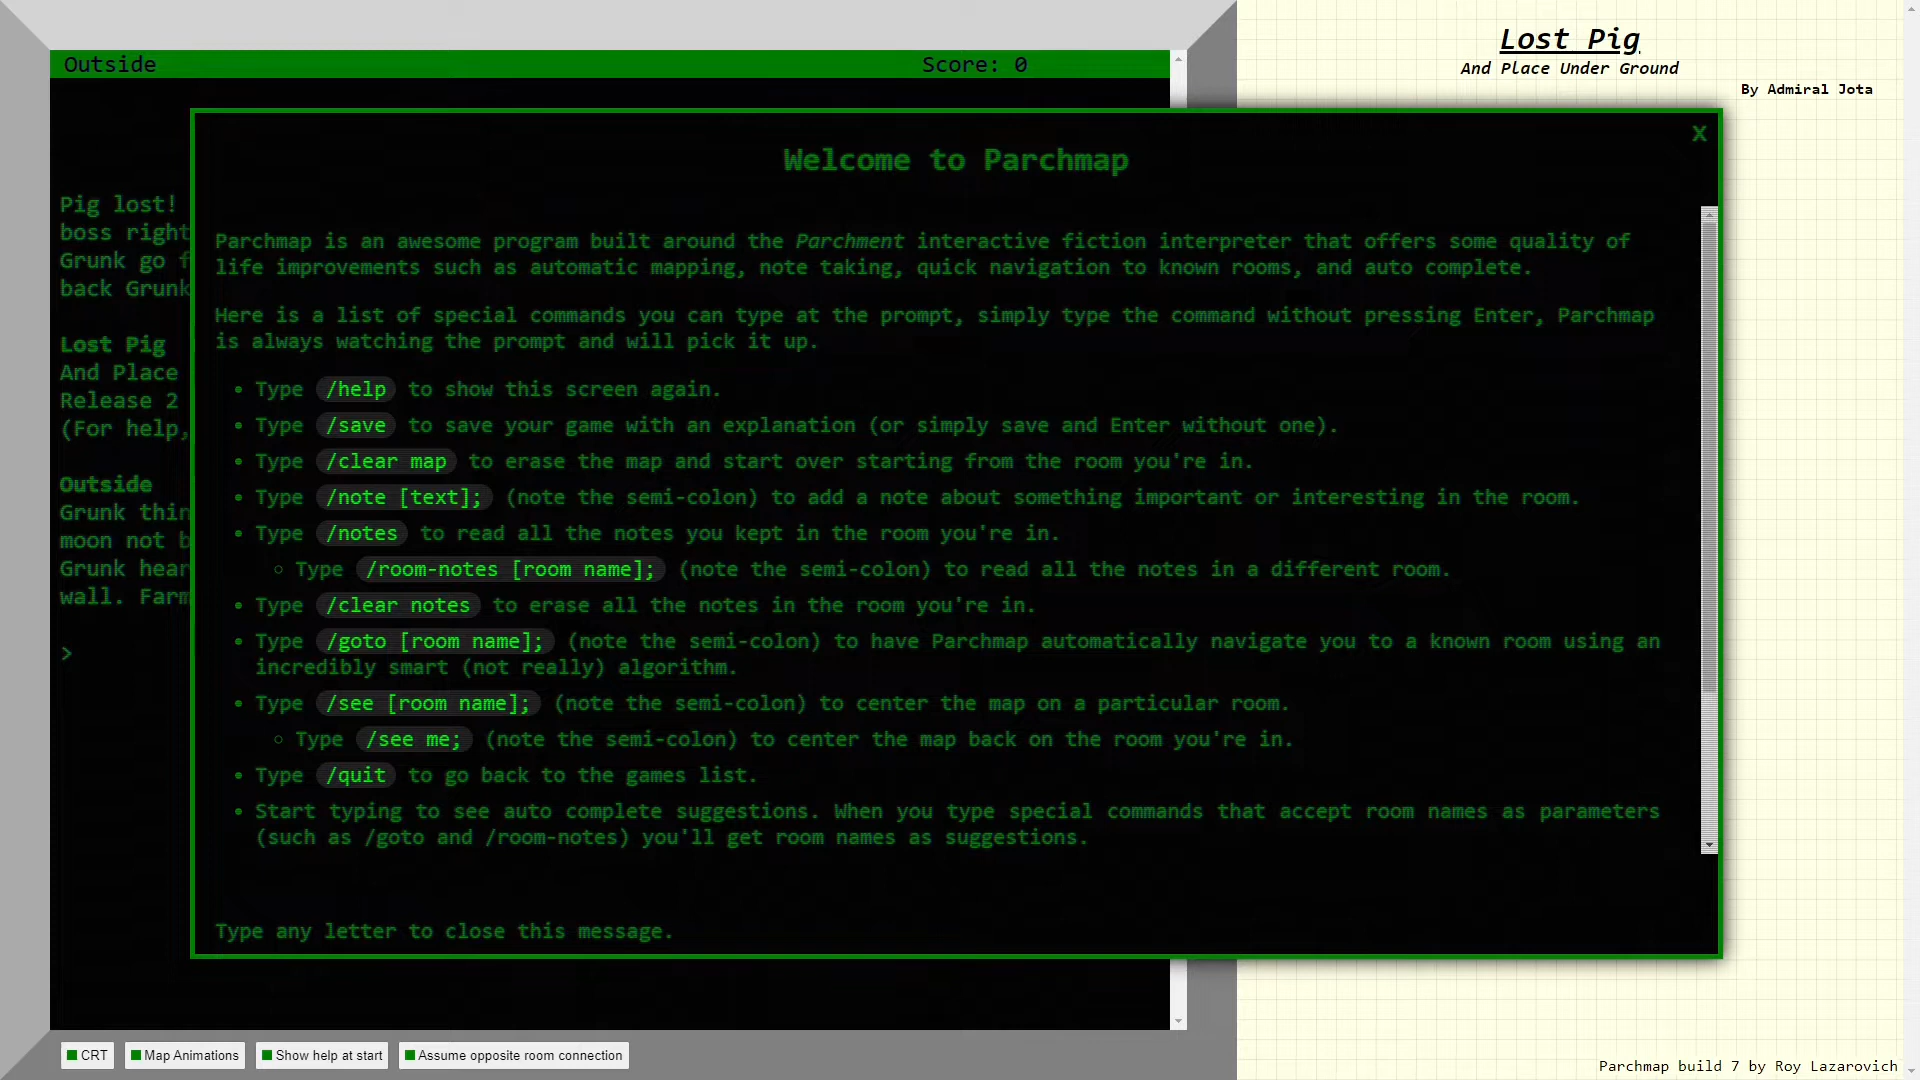 Outside Score: 0
Lost Pig
And Place Under Ground
By Admiral Jota
X
Welcome to Parchmap
Pig lost!
boss right
Grunk go f
back Grunk
Lost Pig
And Place
Release 2
(For help,
Outside
Grunk thin
moon not b
Grunk hear
wall. Farm
>
Parchmap is an awesome program built around the Parchment interactive fiction interpreter that offers some quality of
life improvements such as automatic mapping, note taking, quick navigation to known rooms, and auto complete.
Here is a list of special commands you can type at the prompt, simply type the command without pressing Enter, Parchmap
is always watching the prompt and will pick it up.
• Type /help to show this screen again.
• Type /save to save your game with an explanation (or simply save and Enter without one).
• Type /clear map to erase the map and start over starting from the room you're in.
• Type /note [text]; (note the semi-colon) to add a note about something important or interesting in the room.
• Type /notes to read all the notes you kept in the room you're in.
○ Type /room-notes [room name]; (note the semi-colon) to read all the notes in a different room.
• Type /clear notes to erase all the notes in the room you're in.
• Type /goto [room name]; (note the semi-colon) to have Parchmap automatically navigate you to a known room using an
incredibly smart (not really) algorithm.
• Type /see [room name]; (note the semi-colon) to center the map on a particular room.
○ Type /see me; (note the semi-colon) to center the map back on the room you're in.
• Type /quit to go back to the games list.
• Start typing to see auto complete suggestions. When you type special commands that accept room names as parameters
(such as /goto and /room-notes) you'll get room names as suggestions.
Type any letter to close this message.
CRT Map Animations Show help at start Assume opposite room connection
Parchmap build 7 by Roy Lazarovich